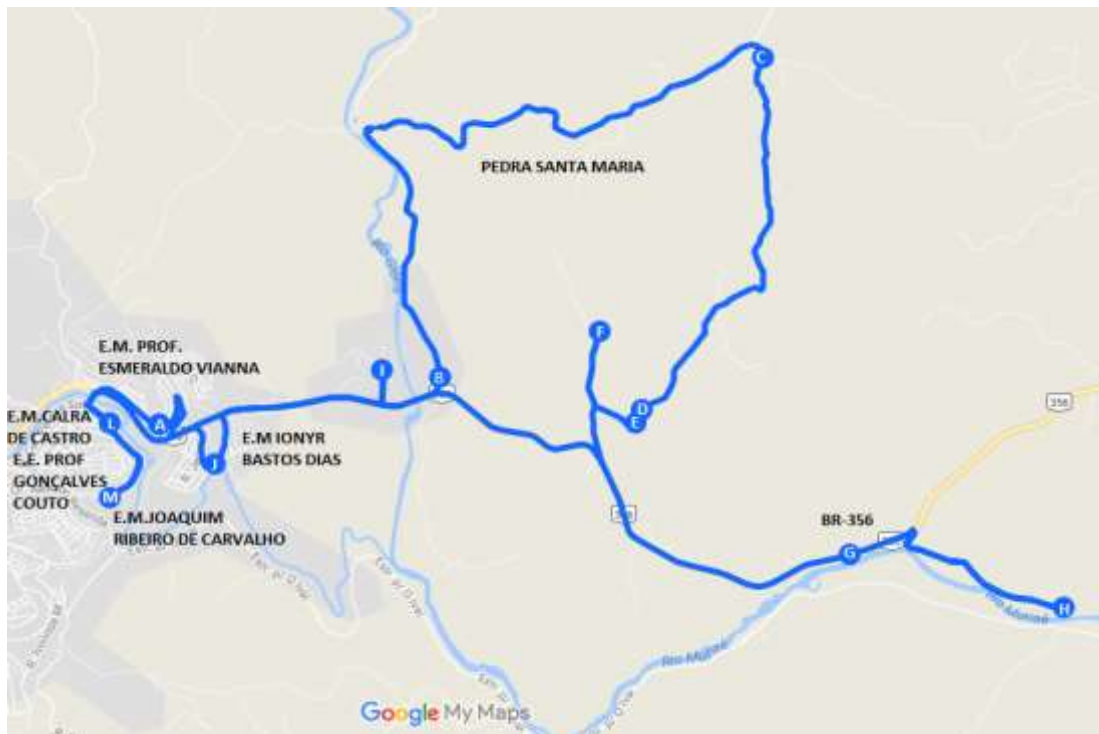 C
PEDRA SANTA MARIA
F
E.M. PROF.
ESMERALDO VIANNA
I
B
D
E
356
E.M.CALRA
DE CASTRO
L
A
E.M IONYR
BASTOS DIAS
J
E.E. PROF
GONÇALVES
COUTO
M
E.M.JOAQUIM
RIBEIRO DE CARVALHO
BR-356
G
H
Rio Muriaé
Rio Muriaé
Google My Maps